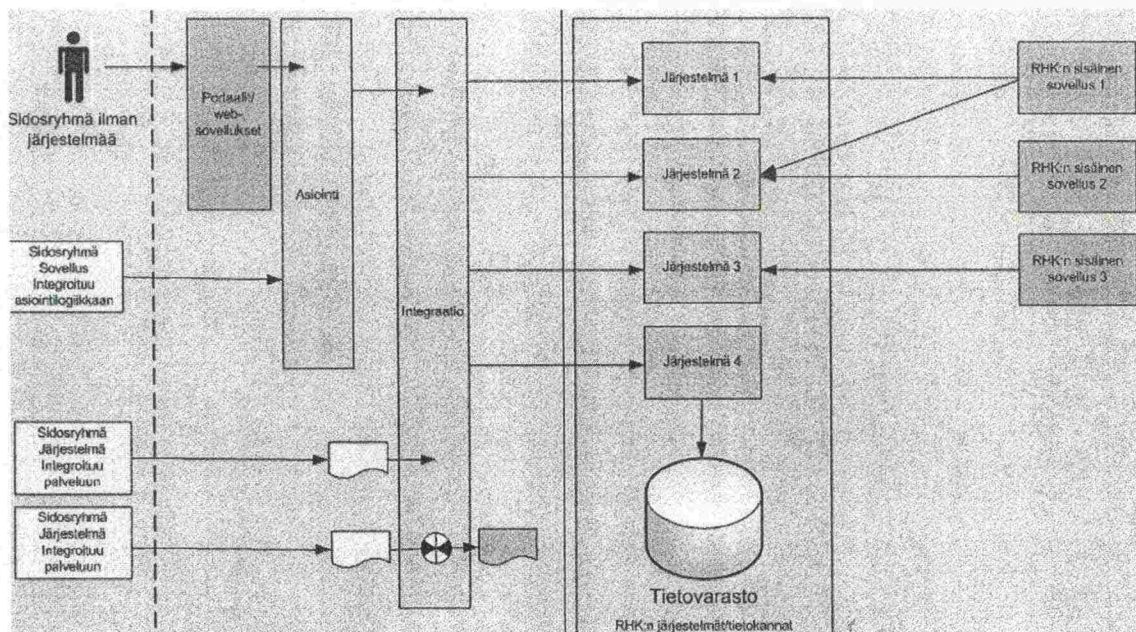 Sidosryhmä ilman
järjestelmää
Portaalit/
web-
sovellukset
Asiointi
Integraatio
Järjestelmä 1
Järjestelmä 2
Järjestelmä 3
Järjestelmä 4
RHK:n sisäinen
sovellus 1
RHK:n sisäinen
sovellus 2
RHK:n sisäinen
sovellus 3
Sidosryhmä
Sovellus
Integroituu
asiointilogiikkaan
Sidosryhmä
Järjestelmä
Integroituu
palveluun
Sidosryhmä
Järjestelmä
Integroituu
palveluun
Tietovarasto
RHK:n järjestelmät/tietokannat